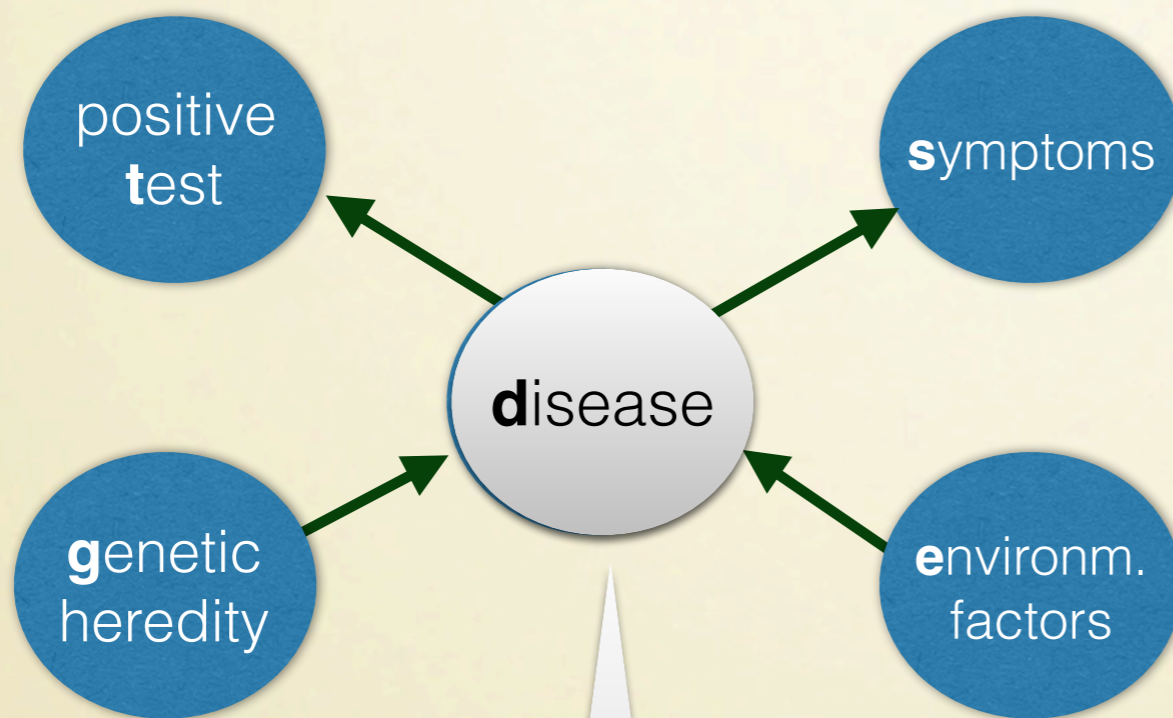 positive
test
symptoms
disease
genetic
heredity
environm.
factors